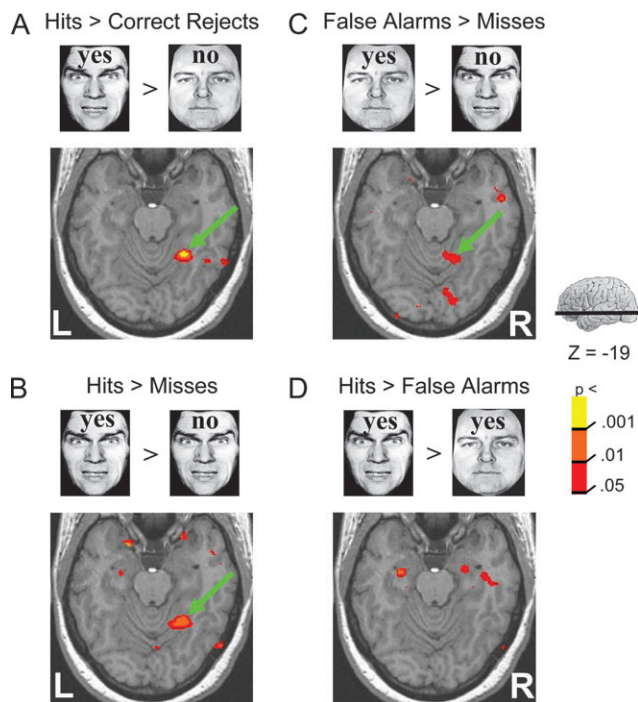 A Hits > Correct Rejects
yes > no
L
C False Alarms > Misses
yes > no
R
B Hits > Misses
yes > no
L
D Hits > False Alarms
yes > yes
R
Z = -19
p <
.001
.01
.05